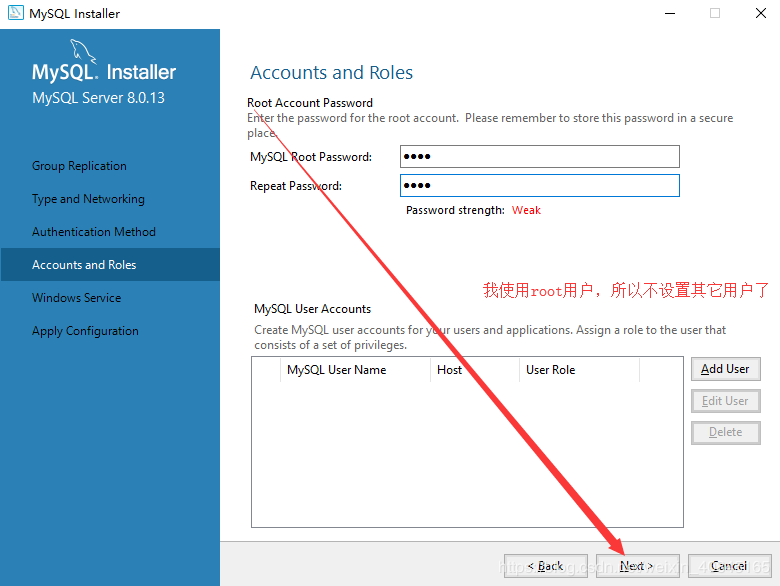 MySQL Installer
MySQL. Installer
MySQL Server 8.0.13
Group Replication
Type and Networking
Authentication Method
Accounts and Roles
Windows Service
Apply Configuration
Accounts and Roles
Root Account Password
Enter the password for the root account. Please remember to store this password in a secure
place.
MySQL Root Password: ●●●●
Repeat Password: ●●●●
Password strength: Weak
我使用root用户，所以不设置其它用户了
MySQL User Accounts
Create MySQL user accounts for your users and applications. Assign a role to the user that
consists of a set of privileges.
MySQL User Name Host User Role
Add User
Edit User
Delete
< Back Next > Cancel